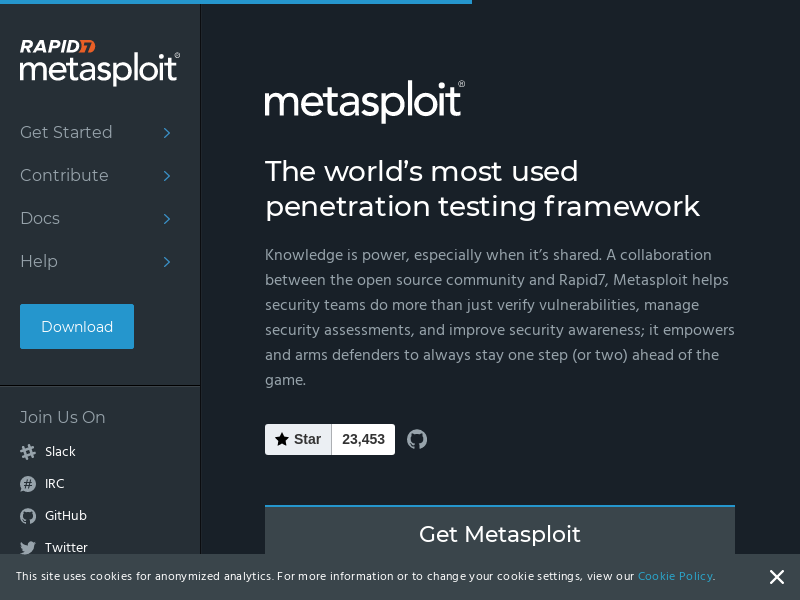 RAPID7
metasploit®
Get Started
Contribute
Docs
Help
Download
Join Us On
Slack
IRC
GitHub
Twitter
metasploit®
The world’s most used
penetration testing framework
Knowledge is power, especially when it’s shared. A collaboration
between the open source community and Rapid7, Metasploit helps
security teams do more than just verify vulnerabilities, manage
security assessments, and improve security awareness; it empowers
and arms defenders to always stay one step (or two) ahead of the
game.
Star 23,453
Get Metasploit
This site uses cookies for anonymized analytics. For more information or to change your cookie settings, view our Cookie Policy.